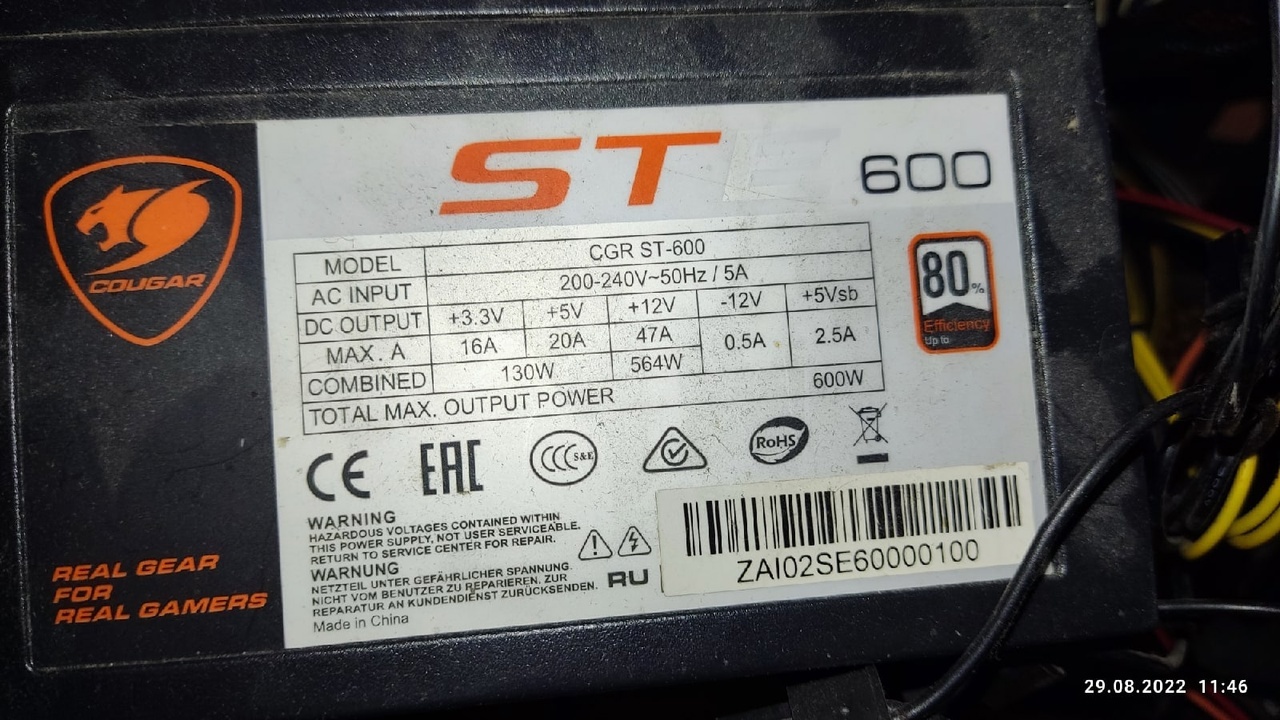 STE 600
COUGAR
MODEL CGR ST-600
AC INPUT 200-240V~50Hz / 5A
DC OUTPUT +3.3V +5V +12V -12V +5Vsb
MAX. A 16A 20A 47A 0.5A 2.5A
COMBINED 130W 564W
TOTAL MAX. OUTPUT POWER 600W
80%
Efficiency
Up to
CE EAC CCC S&E RoHS
WARNING
HAZARDOUS VOLTAGES CONTAINED WITHIN
THIS POWER SUPPLY, NOT USER SERVICEABLE.
RETURN TO SERVICE CENTER FOR REPAIR.
WARNUNG
NETZTEIL UNTER GEFÄHRLICHER SPANNUNG.
NICHT VOM BENUTZER ZU REPARIEREN. ZUR
REPARATUR AN KUNDENDIENST ZURÜCKSENDEN.
Made in China
RU
ZAI02SE60000100
REAL GEAR
FOR
REAL GAMERS
29.08.2022 11:46